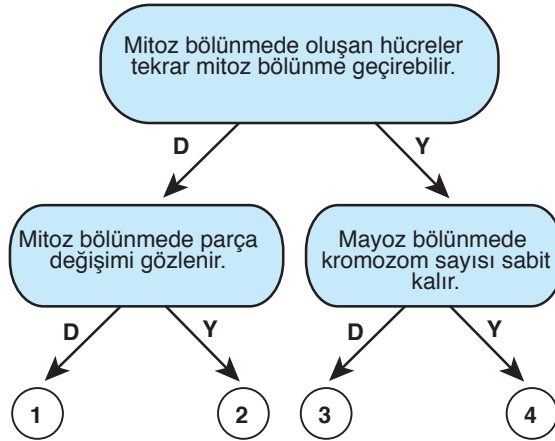 Mitoz bölünmede oluşan hücreler
tekrar mitoz bölünme geçirebilir.
D
Y
Mitoz bölünmede parça
değişimi gözlenir.
Mayoz bölünmede
kromozom sayısı sabit
kalır.
D
Y
D
Y
1
2
3
4